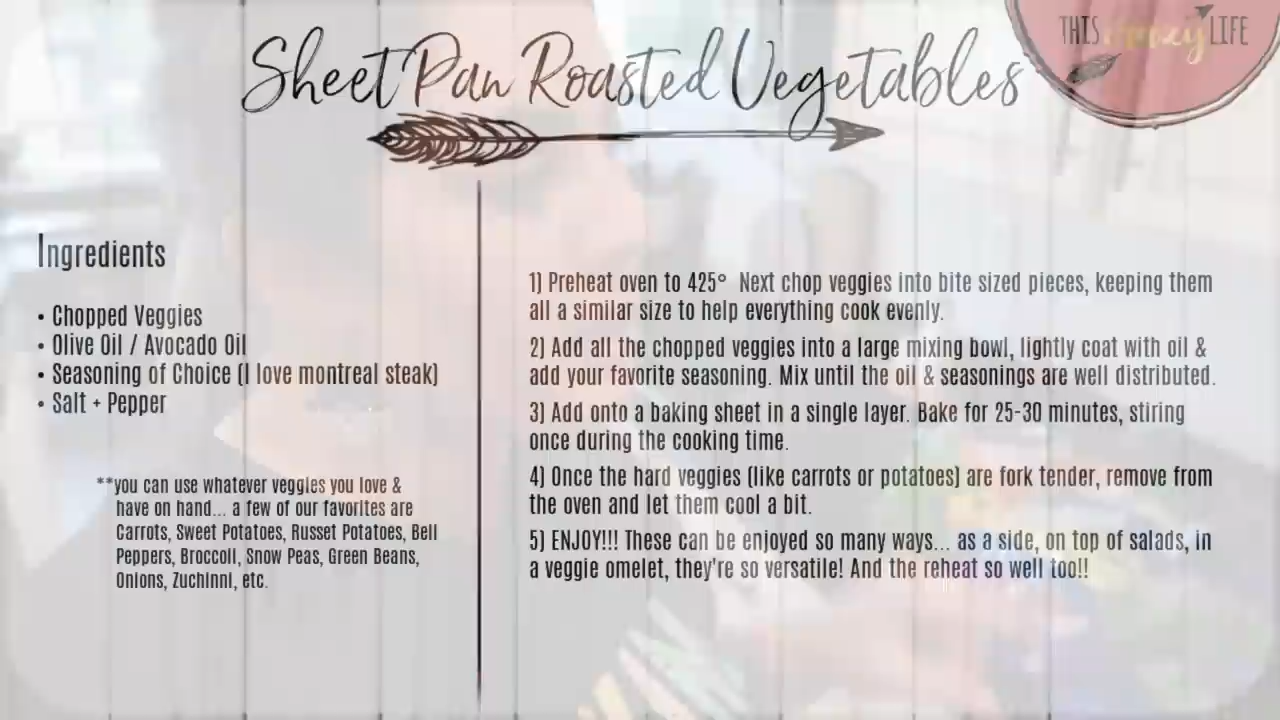 Sheet Pan Roasted Vegetables
THIS
LIFE
Ingredients
• Chopped Veggies
• Olive Oil / Avocado Oil
• Seasoning of Choice (I love montreal steak)
• Salt + Pepper
**you can use whatever veggies you love &
have on hand... a few of our favorites are
Carrots, Sweet Potatoes, Russet Potatoes, Bell
Peppers, Broccoli, Snow Peas, Green Beans,
Onions, Zuchinni, etc.
1) Preheat oven to 425° Next chop veggies into bite sized pieces, keeping them
all a similar size to help everything cook evenly.
2) Add all the chopped veggies into a large mixing bowl, lightly coat with oil &
add your favorite seasoning. Mix until the oil & seasonings are well distributed.
3) Add onto a baking sheet in a single layer. Bake for 25-30 minutes, stiring
once during the cooking time.
4) Once the hard veggies (like carrots or potatoes) are fork tender, remove from
the oven and let them cool a bit.
5) ENJOY!!! These can be enjoyed so many ways... as a side, on top of salads, in
a veggie omelet, they're so versatile! And the reheat so well too!!